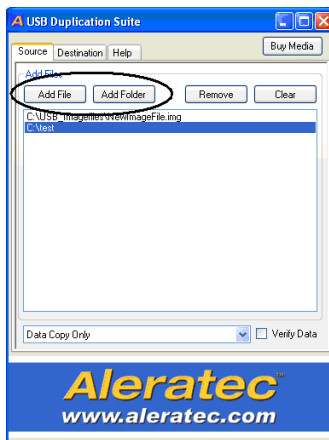 A USB Duplication Suite
Buy Media
Source Destination Help
Add Files
Add File Add Folder Remove Clear
C:\USB_Imagefiles\NewImageFile.img
C:\test
Data Copy Only Verify Data
Aleratec
www.aleratec.com